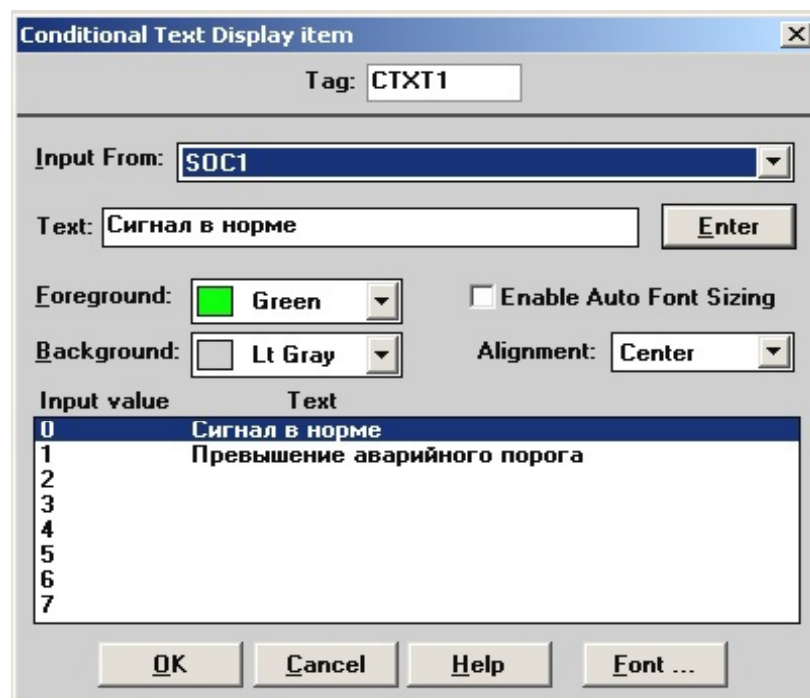 Conditional Text Display item
Tag: CTXT1
Input From: SOC1
Text: Сигнал в норме Enter
Foreground: Green Enable Auto Font Sizing
Background: Lt Gray Alignment: Center
Input value Text
0 Сигнал в норме
1 Превышение аварийного порога
2
3
4
5
6
7
OK Cancel Help Font ...